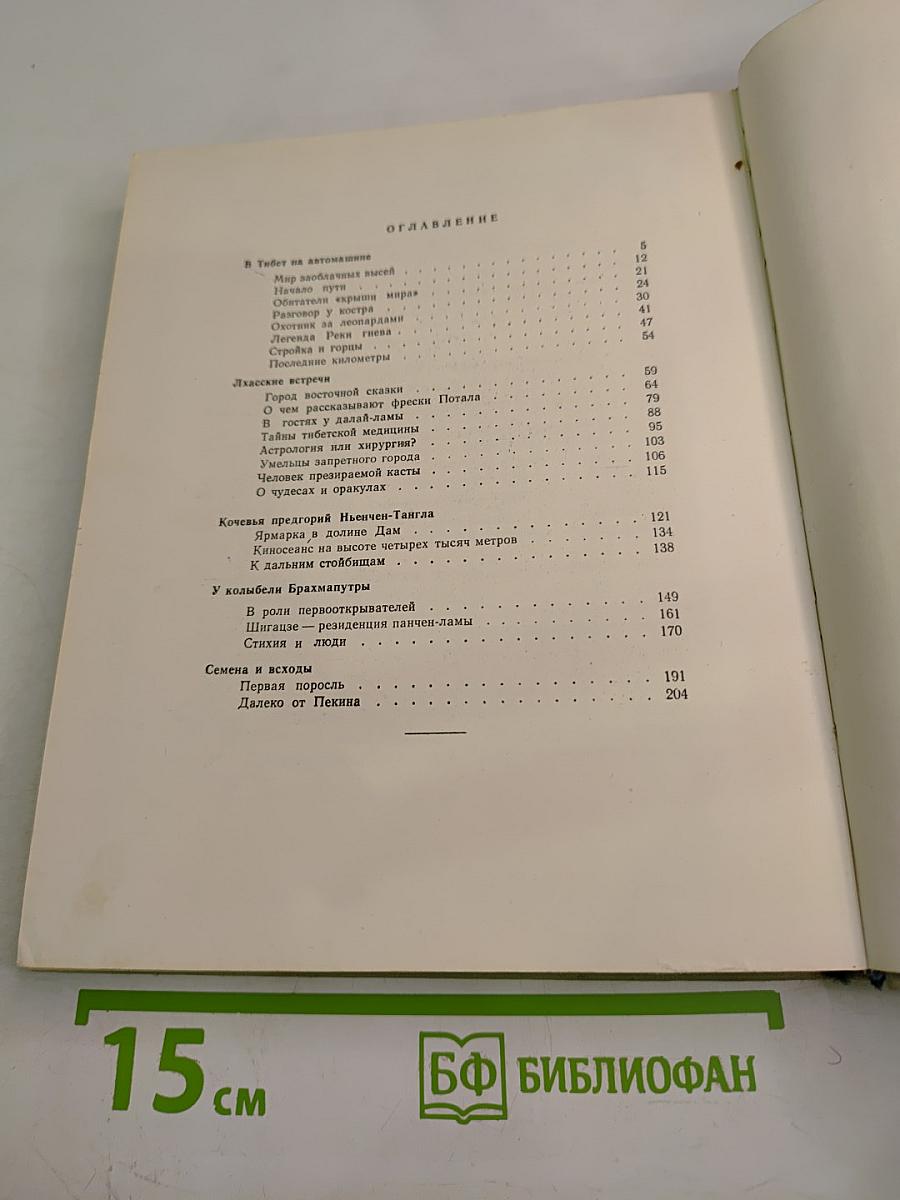 ОГЛАВЛЕНИЕ
В Тибет на автомашине
Мир заоблачных высей . . . . . . . . . . 5
Начало пути . . . . . . . . . . 12
Обитатели «крыши мира» . . . . . . . . . . 21
Разговор у костра . . . . . . . . . . 24
Охотник за леопардами . . . . . . . . . . 30
Легенда Реки гнева . . . . . . . . . . 41
Стройка и горцы . . . . . . . . . . 47
Последние километры . . . . . . . . . . 54
Лхасские встречи
Город восточной сказки . . . . . . . . . . 59
О чем рассказывают фрески Потала . . . . . . . . . . 64
В гостях у далай-ламы . . . . . . . . . . 79
Тайны тибетской медицины . . . . . . . . . . 88
Астрология или хирургия? . . . . . . . . . . 95
Умельцы запретного города . . . . . . . . . . 103
Человек презираемой касты . . . . . . . . . . 106
О чудесах и оракулах . . . . . . . . . . 115
Кочевья предгорий Ньенчен-Тангла
Ярмарка в долине Дам . . . . . . . . . . 121
Киносеанс на высоте четырех тысяч метров . . . . . . . . . . 134
К дальним стойбищам . . . . . . . . . . 138
У колыбели Брахмапутры
В роли первооткрывателей . . . . . . . . . . 149
Шигацзе — резиденция панчен-ламы . . . . . . . . . . 161
Стихия и люди . . . . . . . . . . 170
Семена и всходы
Первая поросль . . . . . . . . . . 191
Далеко от Пекина . . . . . . . . . . 204
15 см
БФ БИБЛИОФАН